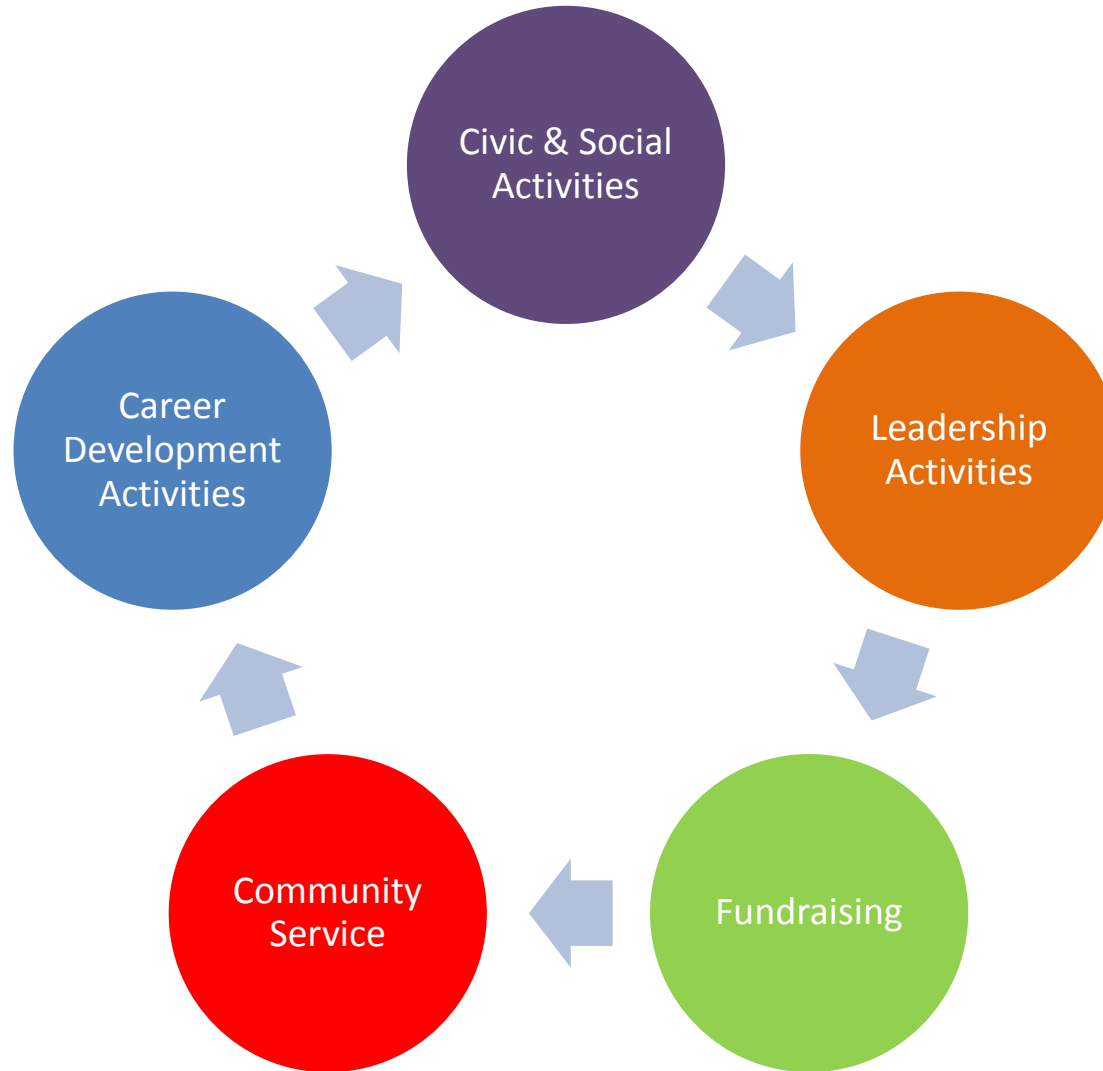 Civic & Social
Activities
Leadership
Activities
Fundraising
Community
Service
Career
Development
Activities